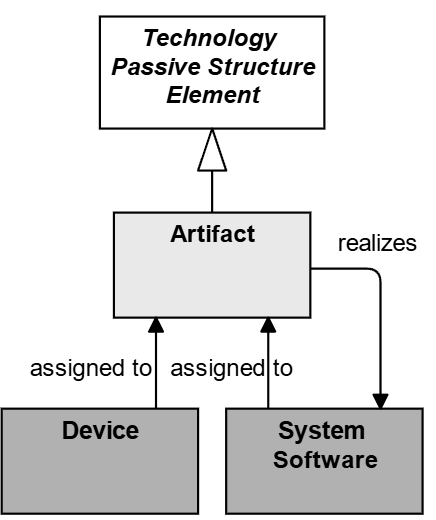 Technology
Passive Structure
Element
Artifact
realizes
assigned to
assigned to
Device
System
Software